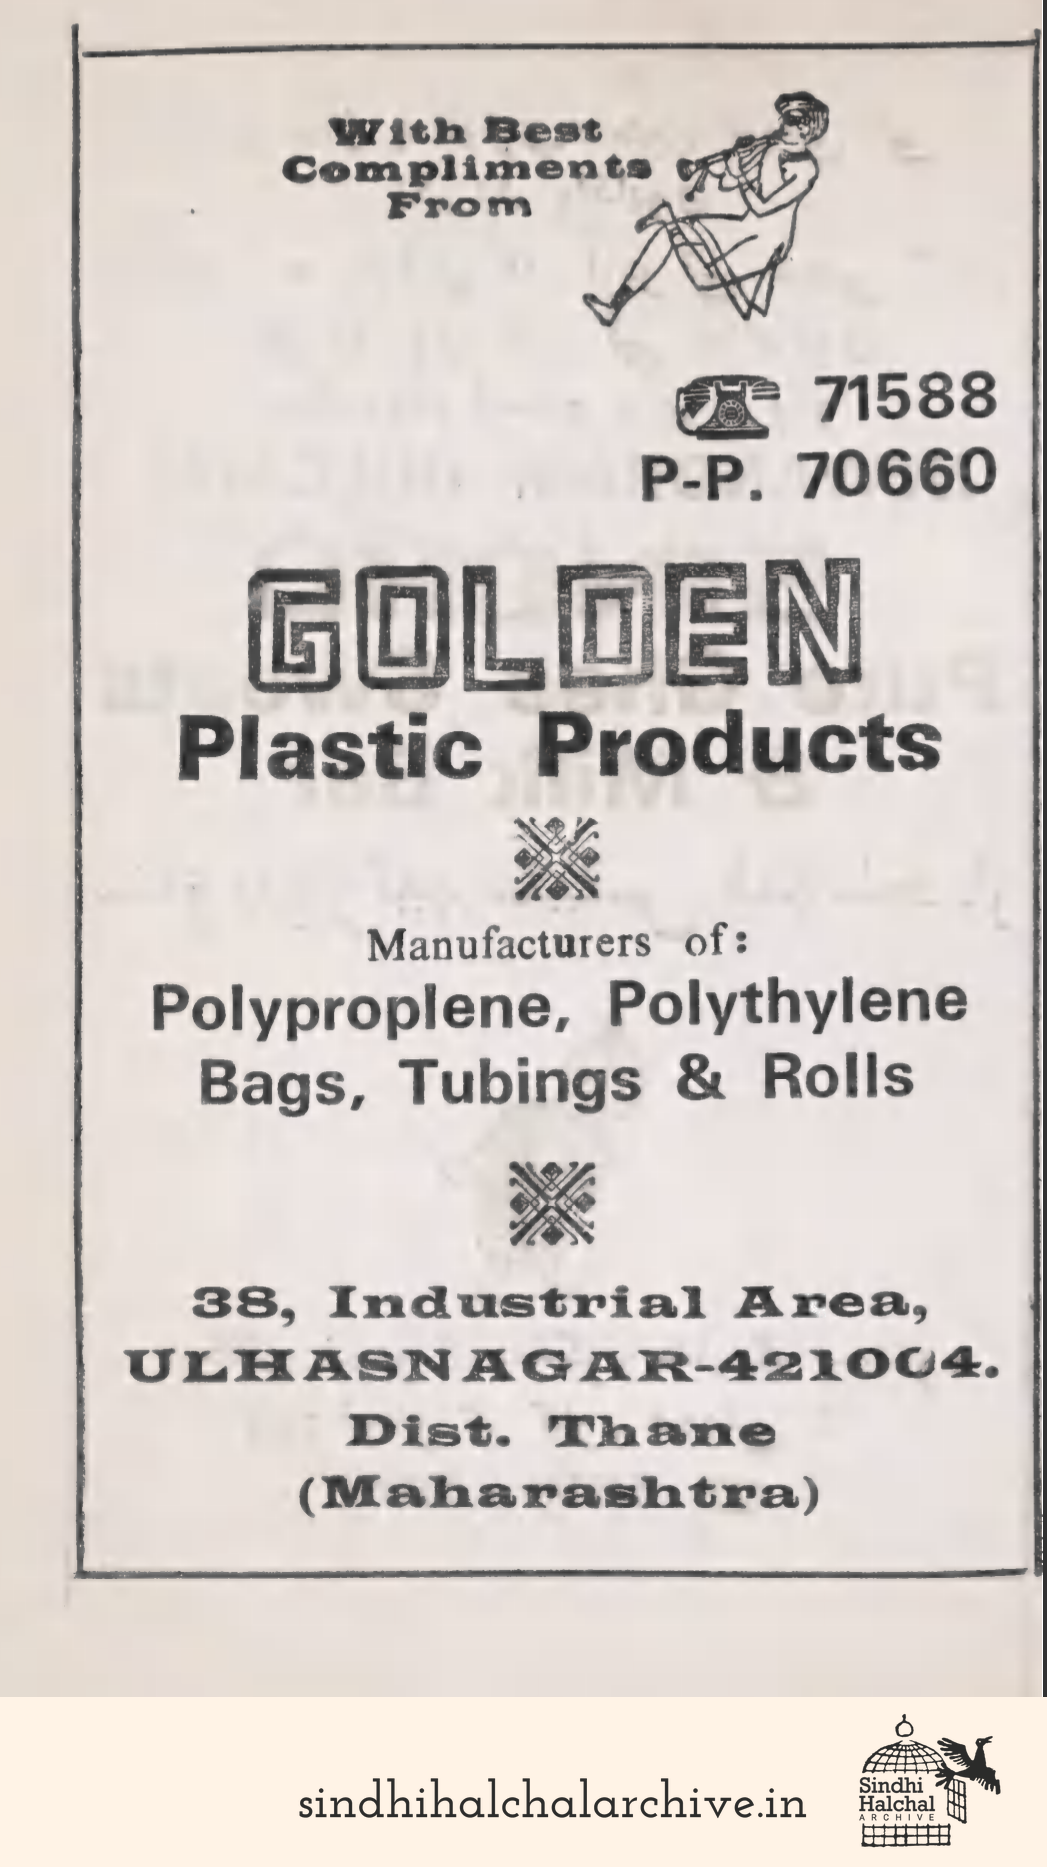 With Best
Compliments
From
71588
P-P. 70660
GOLDEN
Plastic Products
Manufacturers of:
Polyproplene, Polythylene
Bags, Tubings & Rolls
38, Industrial Area,
ULHASNAGAR-421004.
Dist. Thane
(Maharashtra)
sindhihalchalarchive.in
Sindhi
Halchal
ARCHIVE